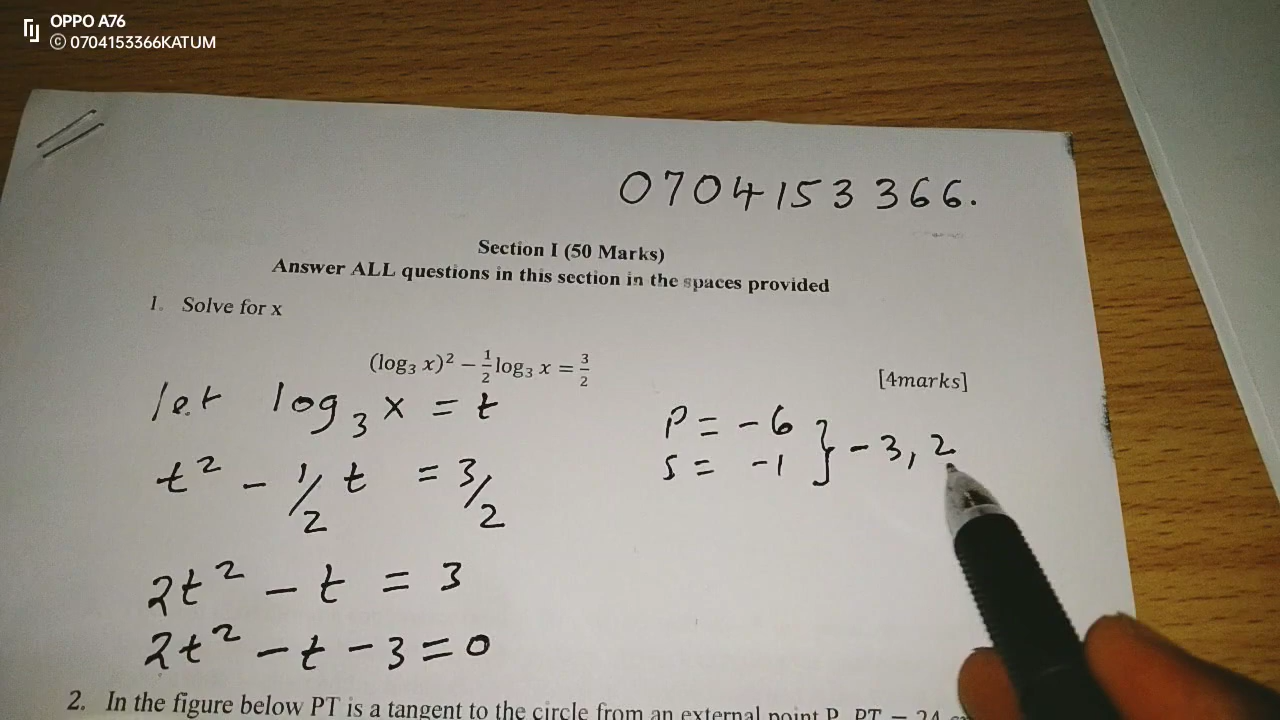 OPPO A76
© 0704153366KATUM
0704153366.
Section I (50 Marks)
Answer ALL questions in this section in the spaces provided
1. Solve for x
(log₃ x)² − 1/2 log₃ x = 3/2
[4marks]
let log₃ x = t
t² - 1/2 t = 3/2
2t² - t = 3
2t² - t - 3 = 0
P = -6
S = -1 } -3, 2
2. In the figure below PT is a tangent to the circle from an external point P. PT = 24